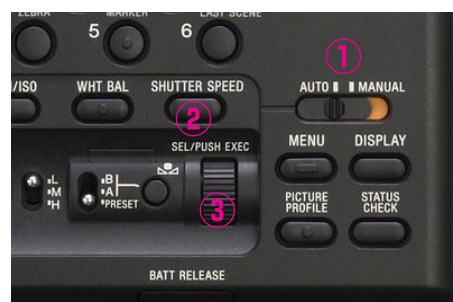 ZEBRA
MARKER
LAST SCENE
5
6
1
/ISO
WHT BAL
SHUTTER SPEED
AUTO
MANUAL
2
MENU
DISPLAY
SEL/PUSH EXEC
L
M
H
B
A
PRESET
3
PICTURE
PROFILE
STATUS
CHECK
BATT RELEASE